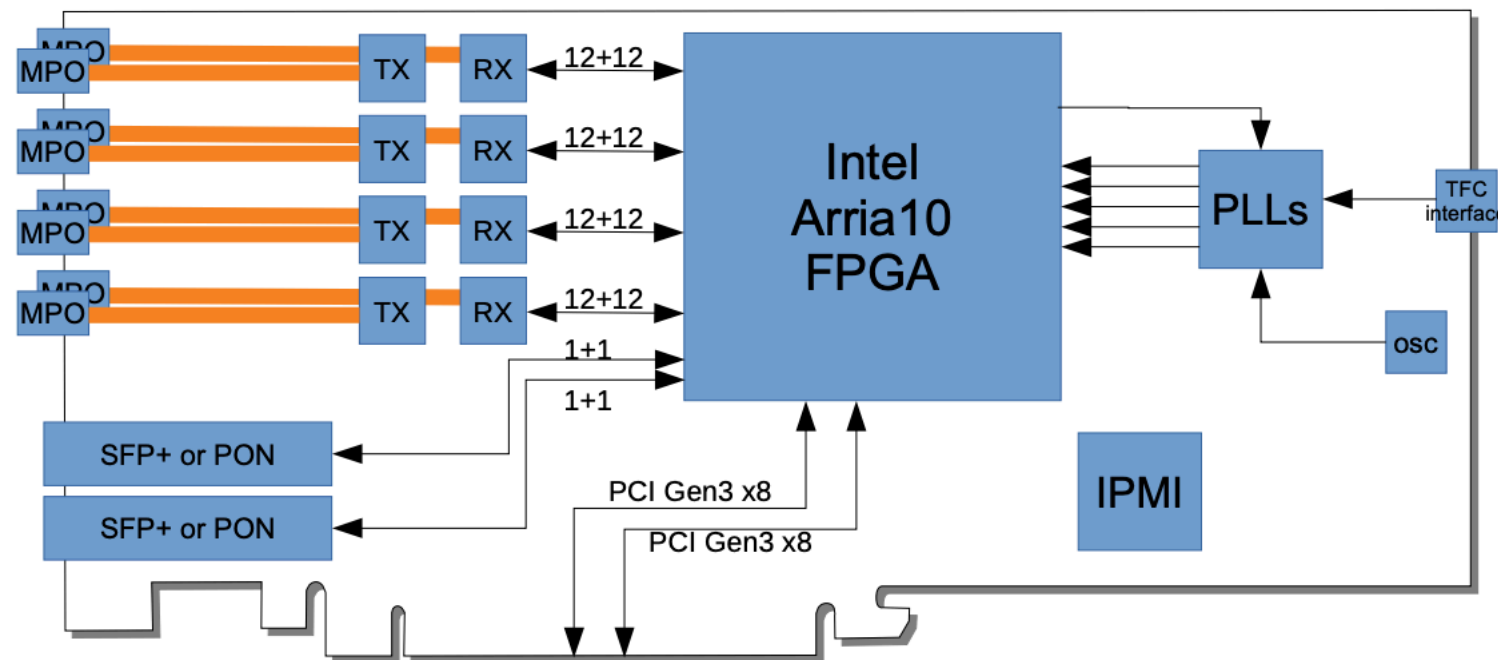 MPO
MPO
TX
RX
12+12
MPO
MPO
TX
RX
12+12
MPO
MPO
TX
RX
12+12
MPO
MPO
TX
RX
12+12
1+1
1+1
Intel
Arria10
FPGA
PLLs
TFC
interface
osc
SFP+ or PON
SFP+ or PON
PCI Gen3 x8
PCI Gen3 x8
IPMI